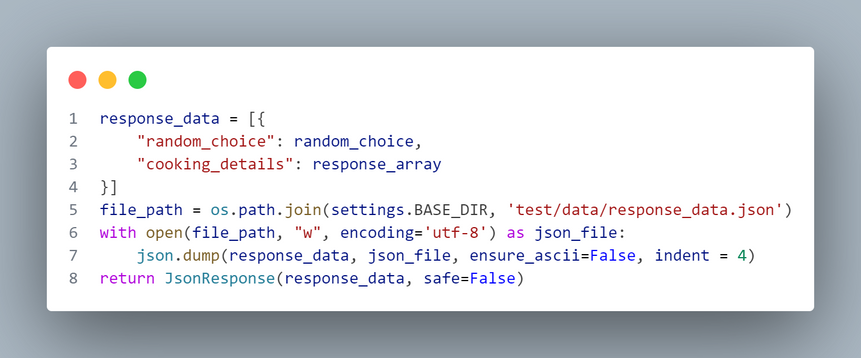 1 response_data = [{
2     "random_choice": random_choice,
3     "cooking_details": response_array
4 }]
5 file_path = os.path.join(settings.BASE_DIR, 'test/data/response_data.json')
6 with open(file_path, "w", encoding='utf-8') as json_file:
7     json.dump(response_data, json_file, ensure_ascii=False, indent = 4)
8 return JsonResponse(response_data, safe=False)